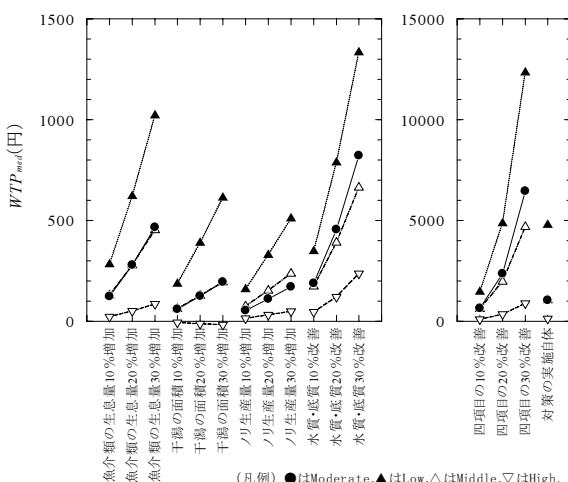 1500
1000
500
0
WTPmed(円)
魚介類の生息量10%増加
魚介類の生息量20%増加
魚介類の生息量30%増加
干潟の面積10%増加
干潟の面積20%増加
干潟の面積30%増加
ノリ生産量10%増加
ノリ生産量20%増加
ノリ生産量30%増加
水質・底質10%改善
水質・底質20%改善
水質・底質30%改善
15000
10000
5000
0
四項目の10%改善
四項目の20%改善
四項目の30%改善
対策の実施自体
(凡例) ●はModerate,▲はLow,△はMiddle,▽はHigh.